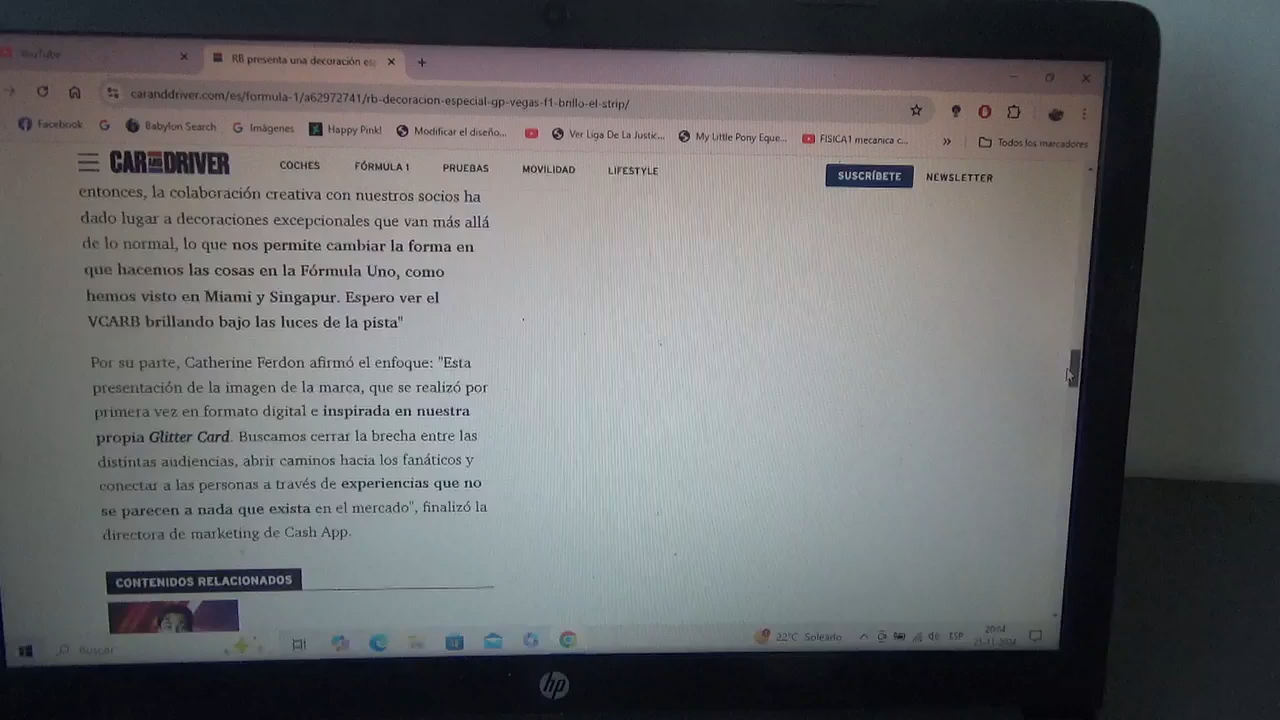 YouTube
RB presenta una decoración es
caranddriver.com/es/formula-1/a62972741/rb-decoracion-especial-gp-vegas-f1-brillo-el-strip/
Facebook
Babylon Search
Imágenes
Happy Pink!
Modificar el diseño...
Ver Liga De La Justic...
My Little Pony Eque...
FISICA1 mecanica c...
Todos los marcadores
CAR AND DRIVER
COCHES
FÓRMULA 1
PRUEBAS
MOVILIDAD
LIFESTYLE
SUSCRÍBETE
NEWSLETTER
entonces, la colaboración creativa con nuestros socios ha
dado lugar a decoraciones excepcionales que van más allá
de lo normal, lo que nos permite cambiar la forma en
que hacemos las cosas en la Fórmula Uno, como
hemos visto en Miami y Singapur. Espero ver el
VCARB brillando bajo las luces de la pista"
Por su parte, Catherine Ferdon afirmó el enfoque: "Esta
presentación de la imagen de la marca, que se realizó por
primera vez en formato digital e inspirada en nuestra
propia Glitter Card. Buscamos cerrar la brecha entre las
distintas audiencias, abrir caminos hacia los fanáticos y
conectar a las personas a través de experiencias que no
se parecen a nada que exista en el mercado", finalizó la
directora de marketing de Cash App.
CONTENIDOS RELACIONADOS
Buscar
22°C Soleado
ESP
hp